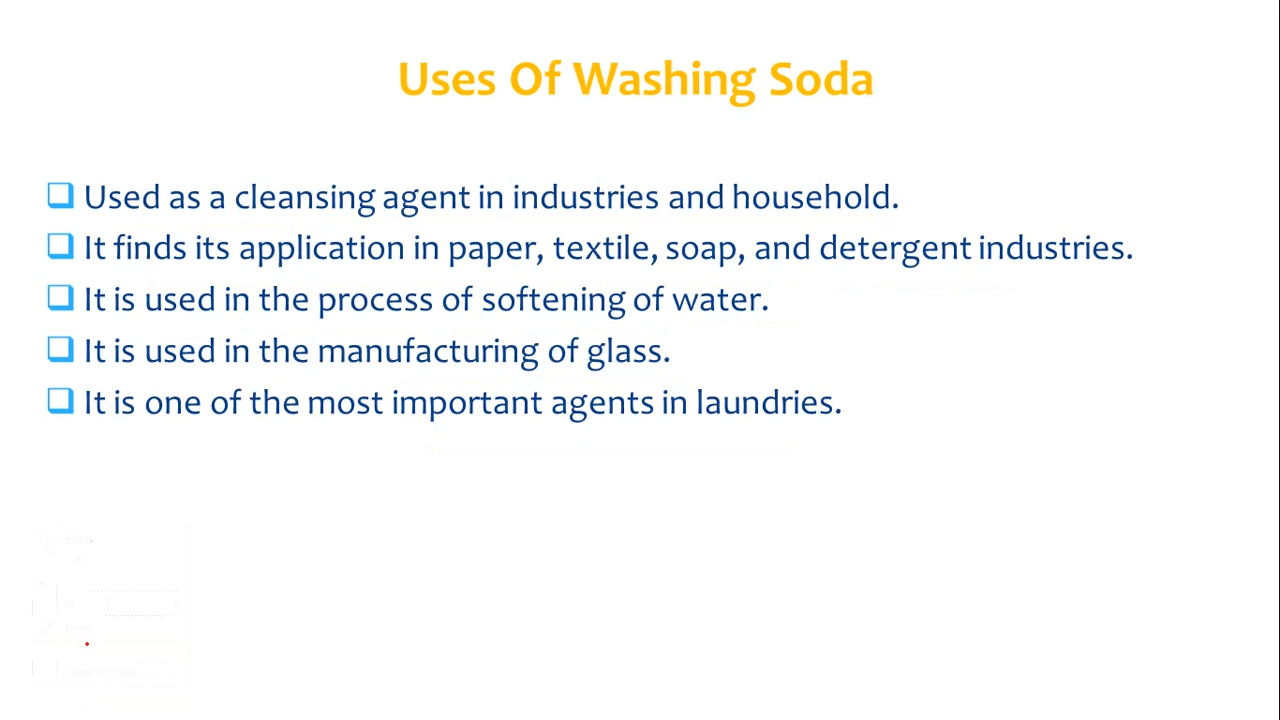 Uses Of Washing Soda
Used as a cleansing agent in industries and household.
It finds its application in paper, textile, soap, and detergent industries.
It is used in the process of softening of water.
It is used in the manufacturing of glass.
It is one of the most important agents in laundries.